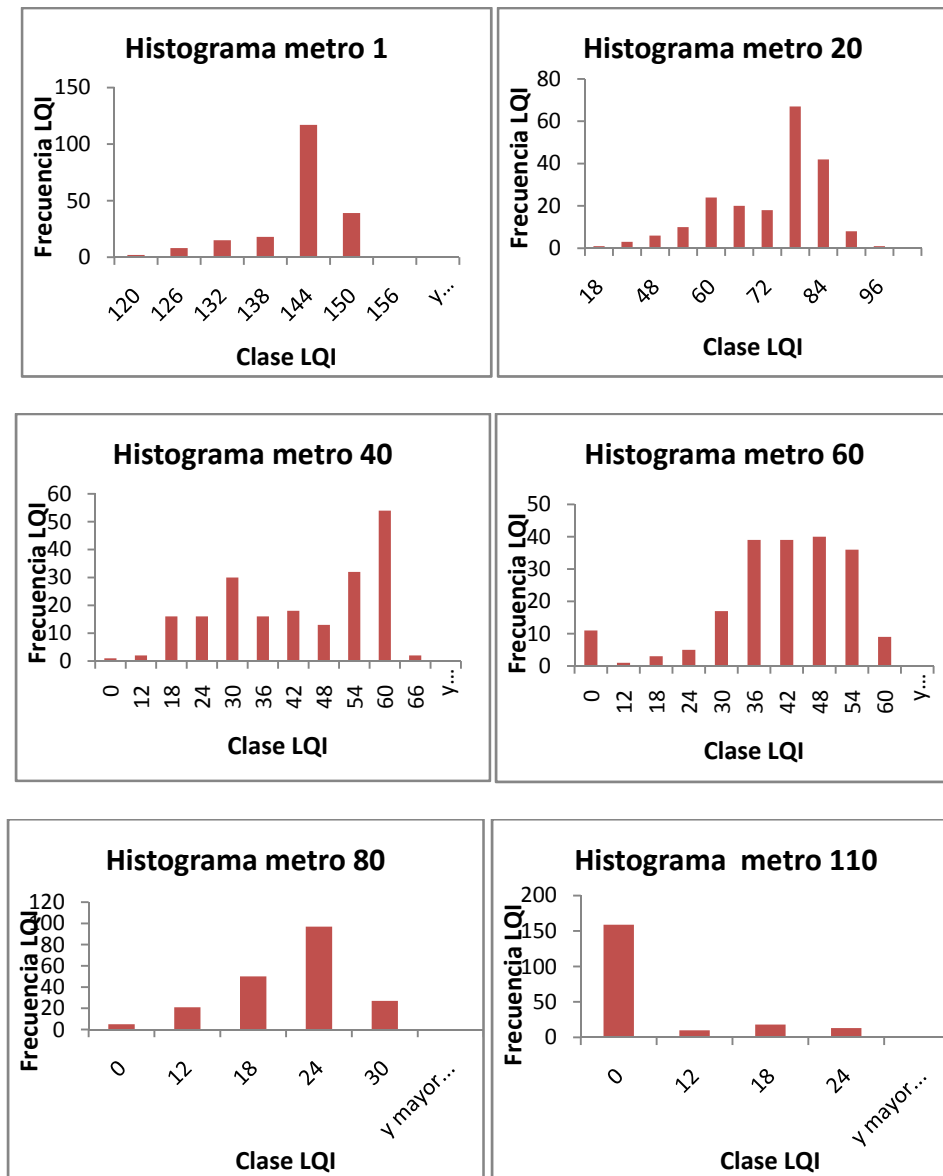 Histograma metro 1
Frecuencia LQI
150
100
50
0
120 126 132 138 144 150 156 y...
Clase LQI
Histograma metro 20
Frecuencia LQI
80
60
40
20
0
18 48 60 72 84 96
Clase LQI
Histograma metro 40
Frecuencia LQI
60
50
40
30
20
10
0
0 12 18 24 30 36 42 48 54 60 66 y...
Clase LQI
Histograma metro 60
Frecuencia LQI
50
40
30
20
10
0
0 12 18 24 30 36 42 48 54 60 y...
Clase LQI
Histograma metro 80
Frecuencia LQI
120
100
80
60
40
20
0
0 12 18 24 30 y mayor...
Clase LQI
Histograma metro 110
Frecuencia LQI
200
150
100
50
0
0 12 18 24 y mayor...
Clase LQI